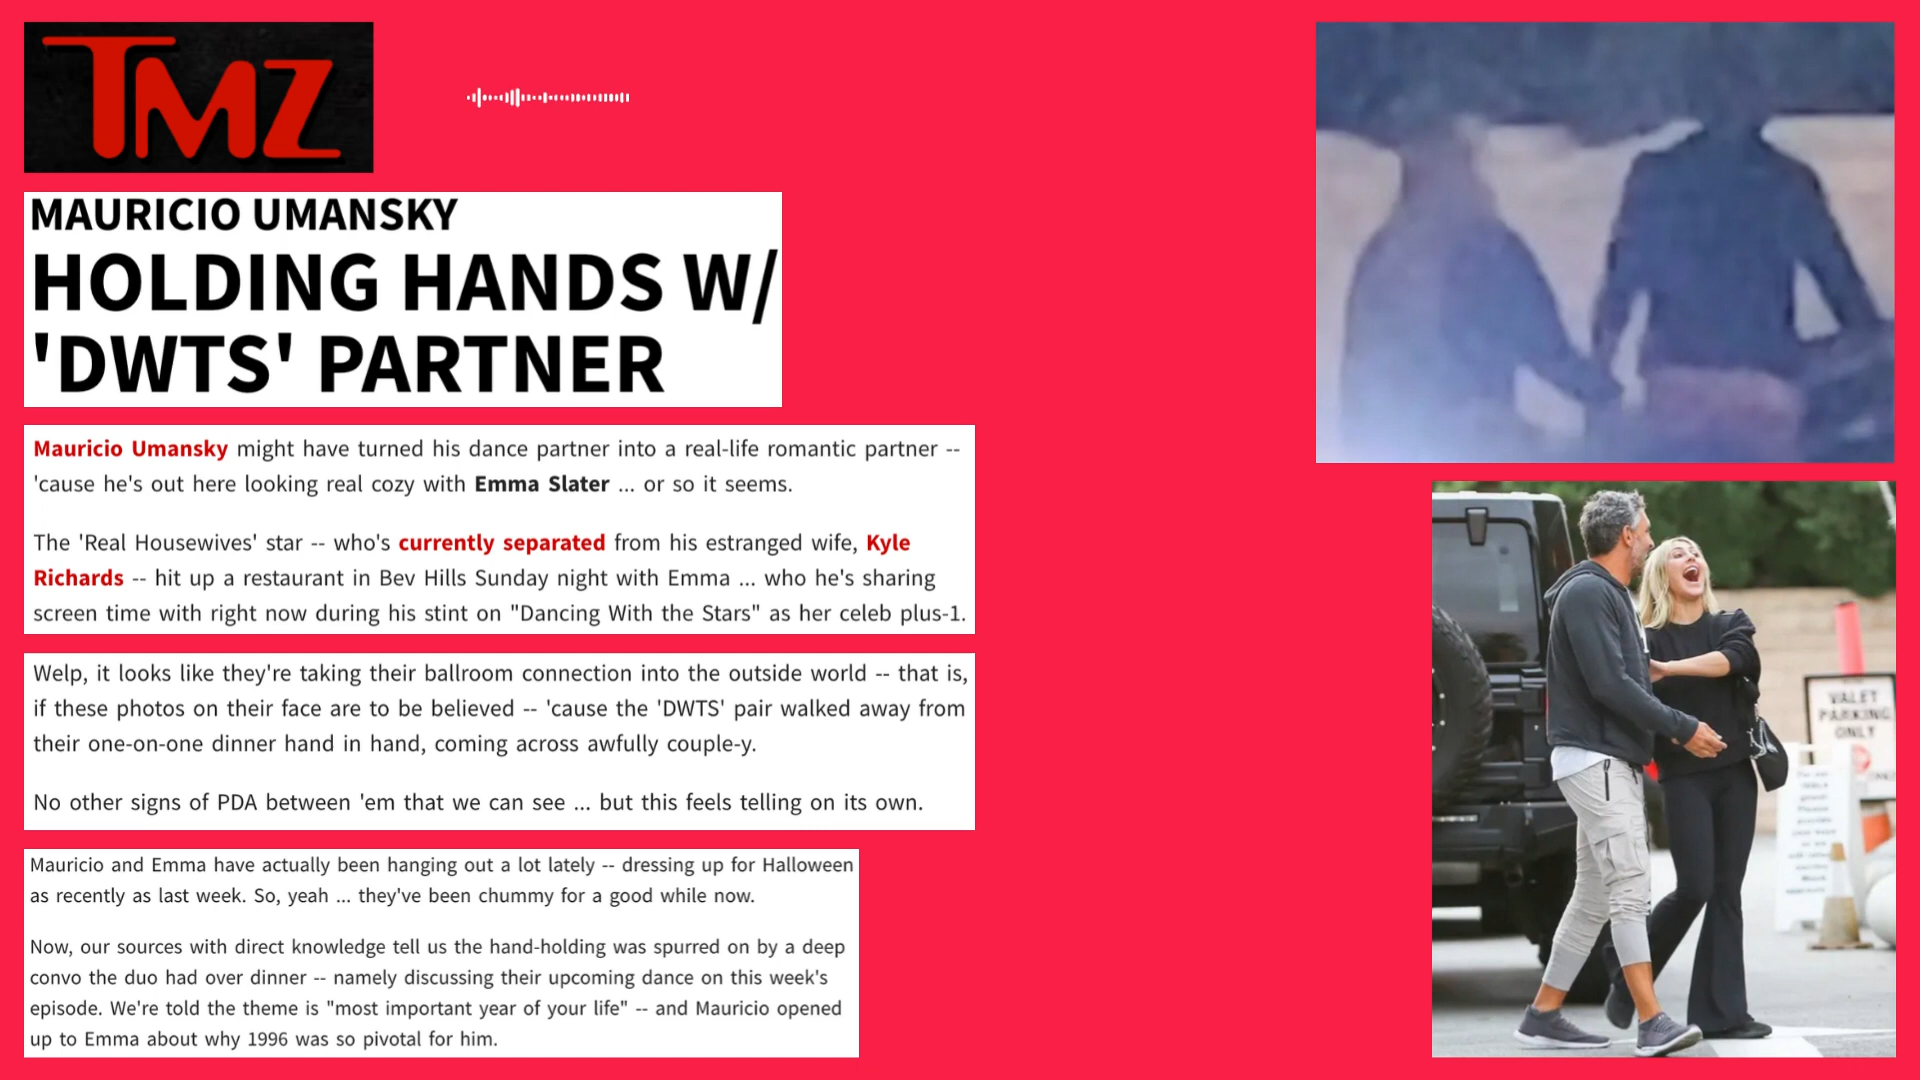 TMZ
MAURICIO UMANSKY
HOLDING HANDS W/
'DWTS' PARTNER
Mauricio Umansky might have turned his dance partner into a real-life romantic partner --
'cause he's out here looking real cozy with Emma Slater ... or so it seems.
The 'Real Housewives' star -- who's currently separated from his estranged wife, Kyle
Richards -- hit up a restaurant in Bev Hills Sunday night with Emma ... who he's sharing
screen time with right now during his stint on "Dancing With the Stars" as her celeb plus-1.
Welp, it looks like they're taking their ballroom connection into the outside world -- that is,
if these photos on their face are to be believed -- 'cause the 'DWTS' pair walked away from
their one-on-one dinner hand in hand, coming across awfully couple-y.
No other signs of PDA between 'em that we can see ... but this feels telling on its own.
Mauricio and Emma have actually been hanging out a lot lately -- dressing up for Halloween
as recently as last week. So, yeah ... they've been chummy for a good while now.
Now, our sources with direct knowledge tell us the hand-holding was spurred on by a deep
convo the duo had over dinner -- namely discussing their upcoming dance on this week's
episode. We're told the theme is "most important year of your life" -- and Mauricio opened
up to Emma about why 1996 was so pivotal for him.
VALET
PARKING
ONLY